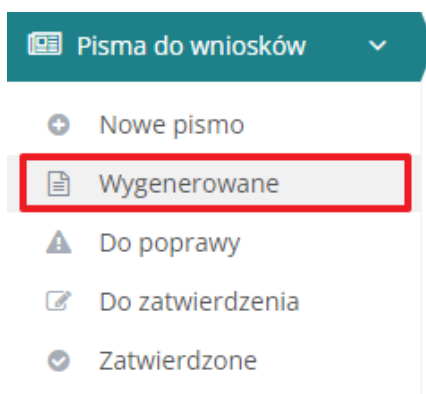 Pisma do wniosków
Nowe pismo
Wygenerowane
Do poprawy
Do zatwierdzenia
Zatwierdzone